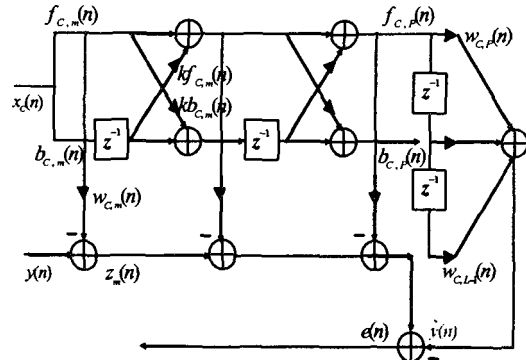 f_{C,m}(n)
f_{C,P}(n)
w_{C,P}(n)
kf_{C,m}(n)
x_c(n)
z^{-1}
kb_{C,m}(n)
b_{C,m}(n)
z^{-1}
z^{-1}
b_{C,P}(n)
z^{-1}
w_{C,m}(n)
w_{C,L-1}(n)
y(n)
z_m(n)
e(n)